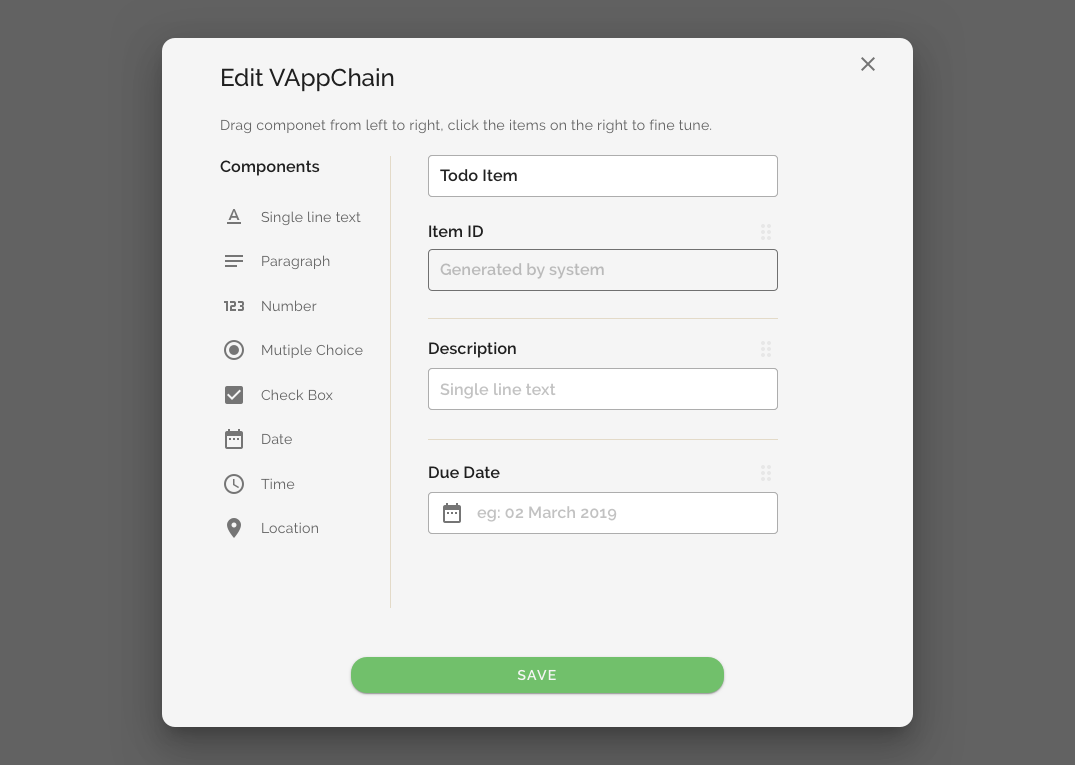 Edit VAppChain
Drag componet from left to right, click the items on the right to fine tune.
Components
Single line text
Paragraph
123 Number
Mutiple Choice
Check Box
Date
Time
Location
Todo Item
Item ID
Generated by system
Description
Single line text
Due Date
eg: 02 March 2019
SAVE